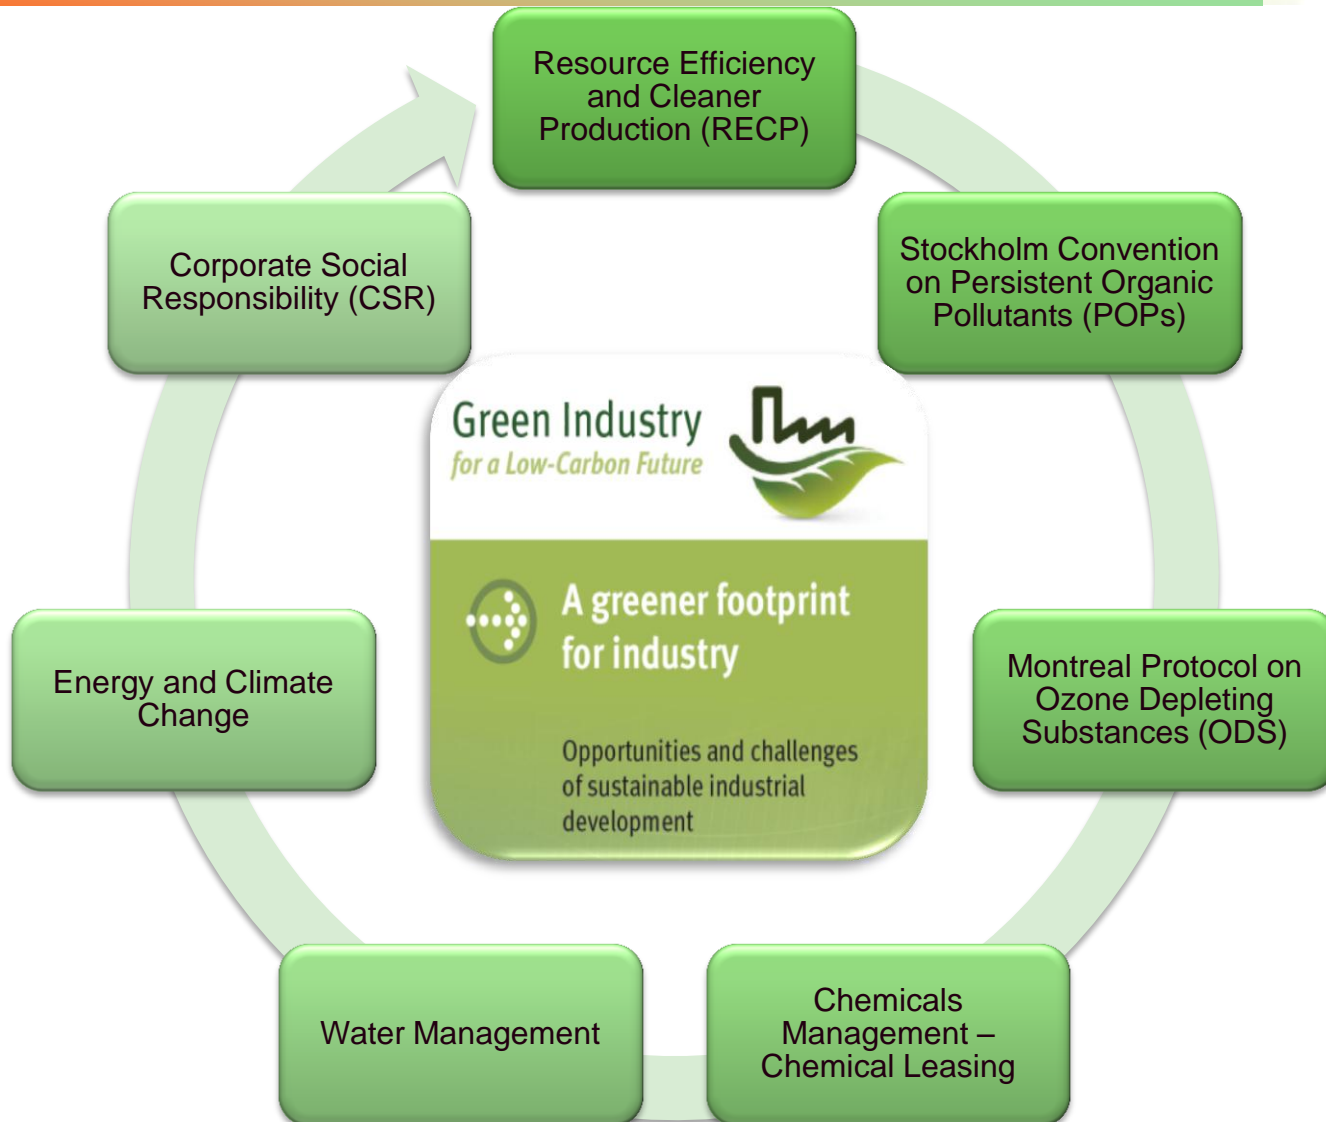 Resource Efficiency
and Cleaner
Production (RECP)
Stockholm Convention
on Persistent Organic
Pollutants (POPs)
Montreal Protocol on
Ozone Depleting
Substances (ODS)
Chemicals
Management –
Chemical Leasing
Water Management
Energy and Climate
Change
Corporate Social
Responsibility (CSR)
Green Industry
for a Low-Carbon Future
A greener footprint
for industry
Opportunities and challenges
of sustainable industrial
development